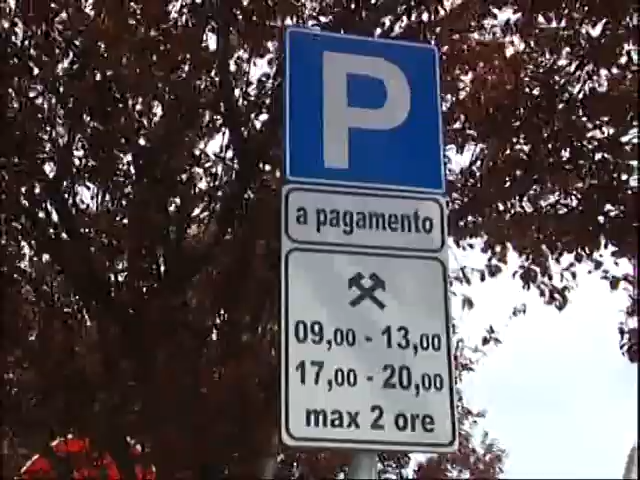 P
a pagamento
09,00 - 13,00
17,00 - 20,00
max 2 ore